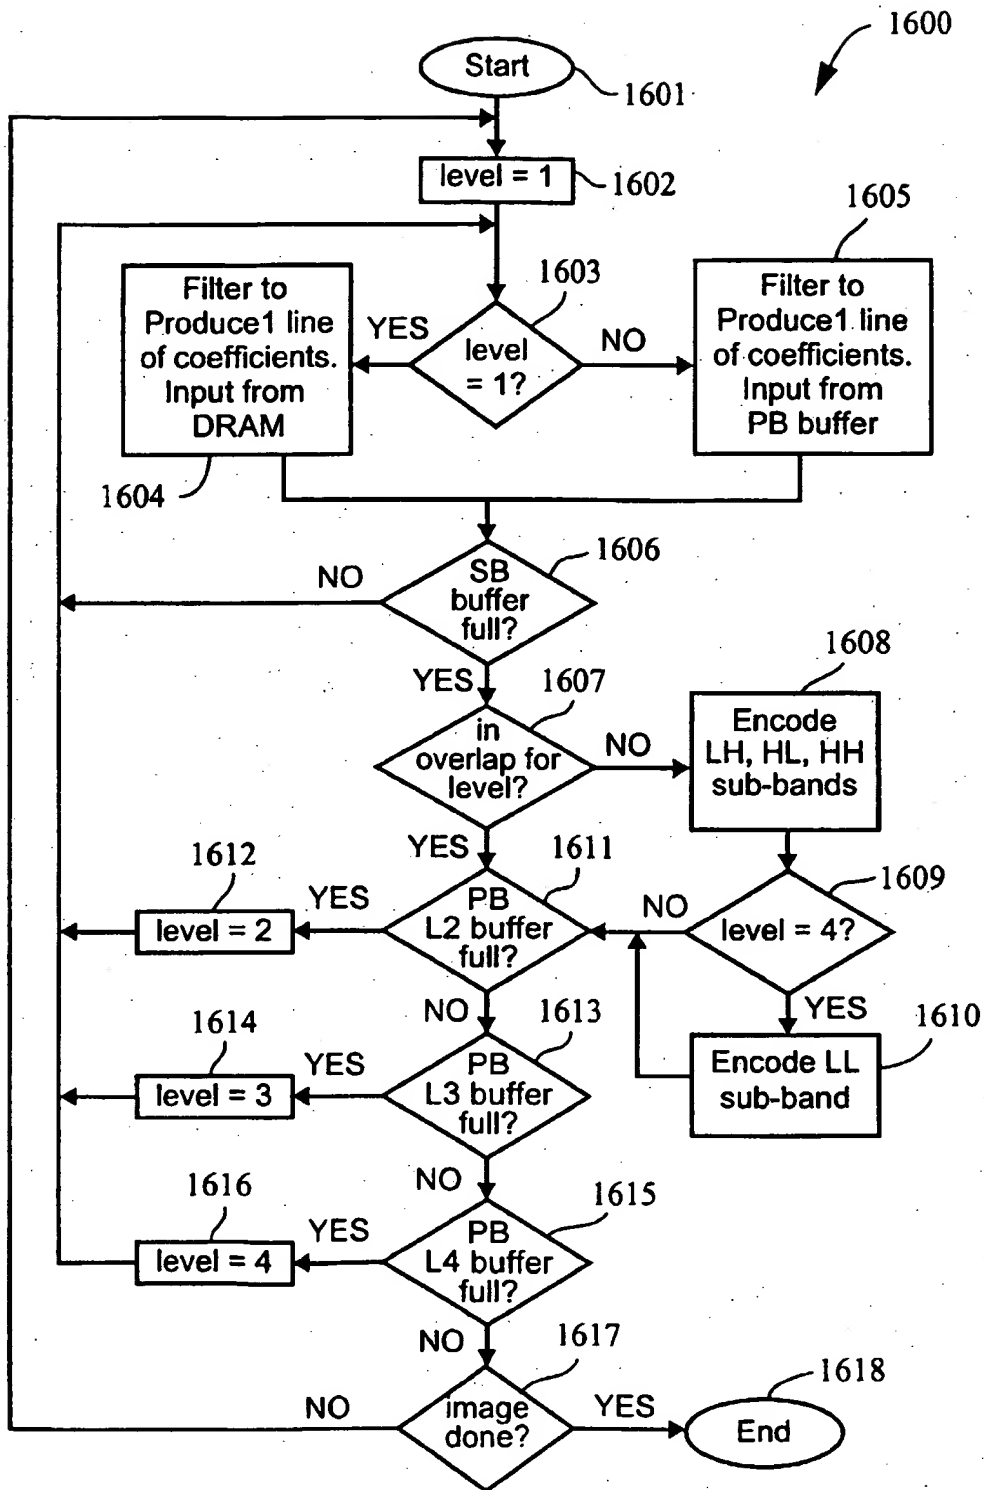 1600
Start
1601
level = 1
1602
1605
1603
Filter to
Produce1 line
of coefficients.
Input from
DRAM
YES
level
= 1?
NO
Filter to
Produce1 line
of coefficients.
Input from
PB buffer
1604
1606
NO
SB
buffer
full?
1608
YES
1607
in
overlap for
level?
NO
Encode
LH, HL, HH
sub-bands
YES
1612
1611
1609
level = 2
YES
PB
L2 buffer
full?
NO
level = 4?
NO
1613
YES
1610
1614
level = 3
YES
PB
L3 buffer
full?
Encode LL
sub-band
NO
1616
1615
level = 4
YES
PB
L4 buffer
full?
NO
1617
1618
NO
image
done?
YES
End